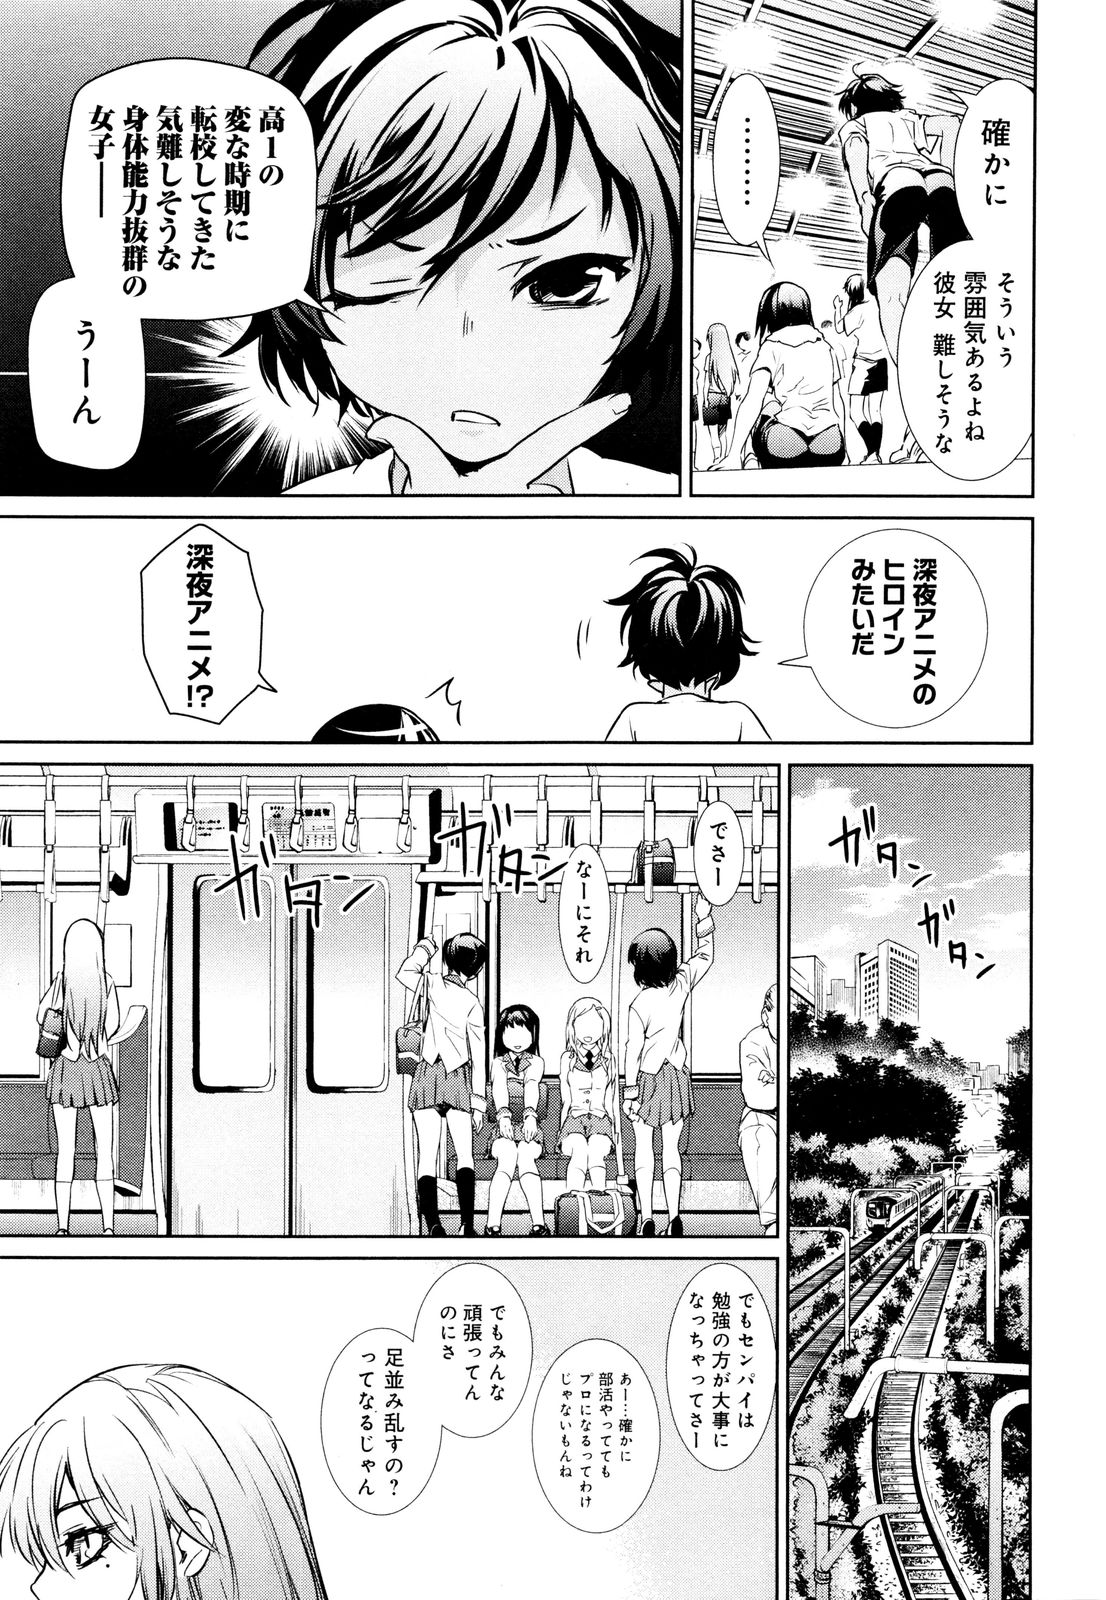 確かに
そういう
雰囲気あるよね
彼女 難しそうな
………
高1の
変な時期に
転校してきた
気難しそうな
身体能力抜群の
女子――
うーん
深夜アニメの
ヒロイン
みたいだ
深夜アニメ!?
ガタン
ガタン
でさー
なーにそれ
ガタン
ガタン
でもセンパイは
勉強の方が大事に
なっちゃってさー
あー…確かに
部活やってても
プロになるってわけ
じゃないもんね
でもみんな
頑張ってん
のにさ
足並み乱すの?
ってなるじゃん